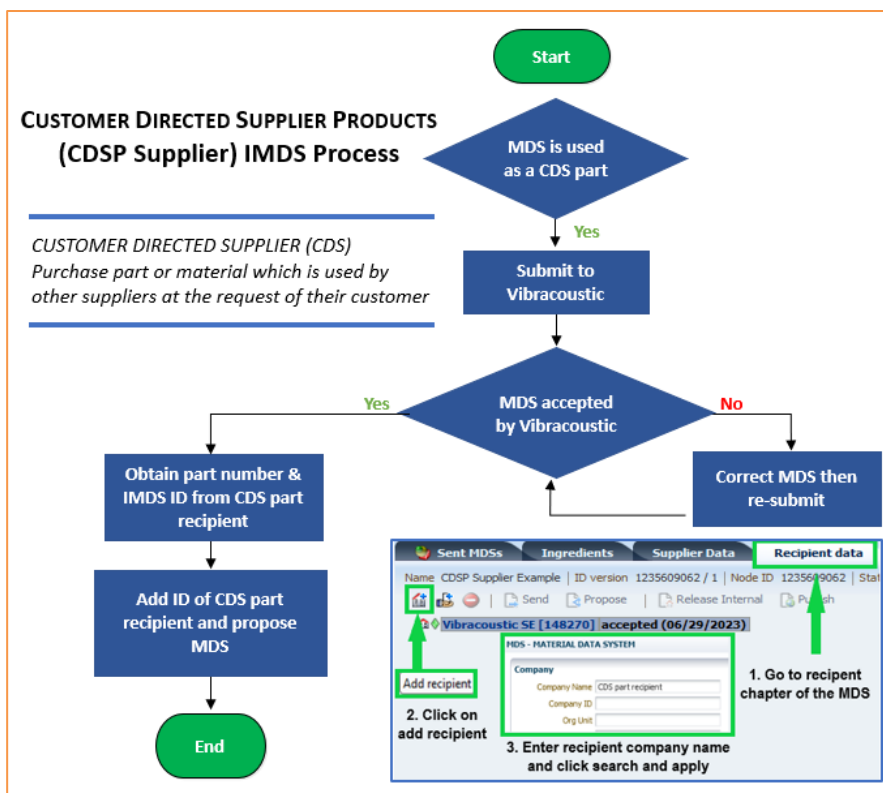 Start
CUSTOMER DIRECTED SUPPLIER PRODUCTS
(CDSP Supplier) IMDS Process
MDS is used
as a CDS part
CUSTOMER DIRECTED SUPPLIER (CDS)
Purchase part or material which is used by
other suppliers at the request of their customer
Yes
Submit to
Vibracoustic
MDS accepted
by Vibracoustic
Yes
No
Obtain part number &
IMDS ID from CDS part
recipient
Correct MDS then
re-submit
Add ID of CDS part
recipient and propose
MDS
End
Sent MDSs Ingredients Supplier Data Recipient data
Name CDSP Supplier Example | ID version 1235609062 / 1 | Node ID 1235609062 | Stat
Send Propose | Release Internal Publish
Vibracoustic SE [148270] accepted (06/29/2023)
MDS - MATERIAL DATA SYSTEM
Company
Company Name CDS part recipient
Company ID
Org Unit
Add recipient
1. Go to recipent
chapter of the MDS
2. Click on
add recipient
3. Enter recipient company name
and click search and apply